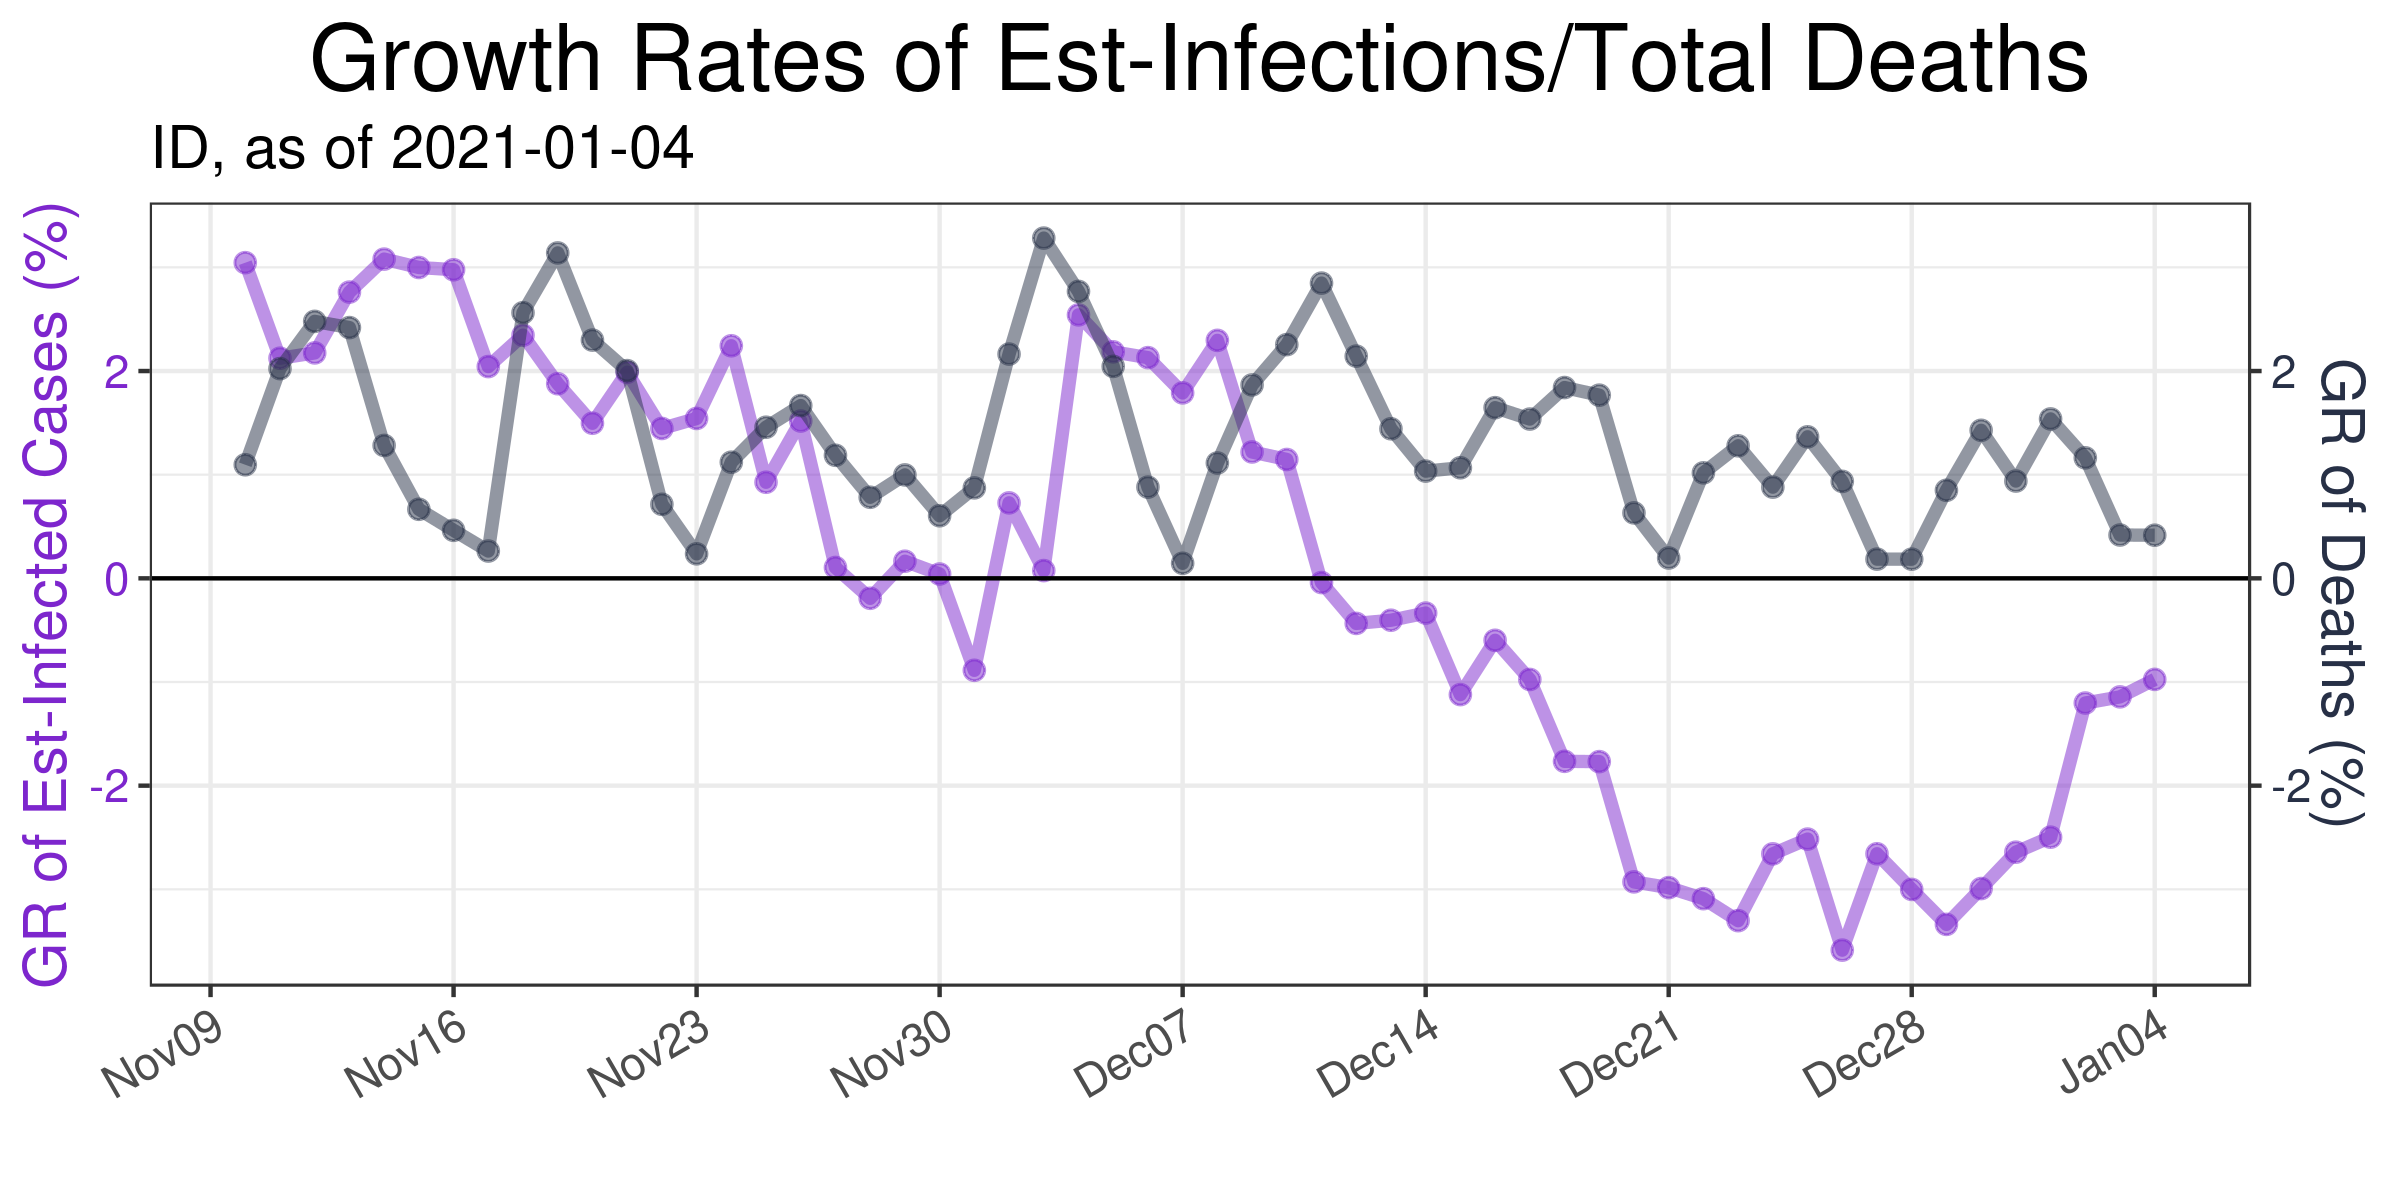 Growth Rates of Est-Infections/Total Deaths
ID, as of 2021-01-04
GR of Est-Infected Cases (%)
2
0
-2
2
0
-2
GR of Deaths (%)
Nov09
Nov16
Nov23
Nov30
Dec07
Dec14
Dec21
Dec28
Jan04